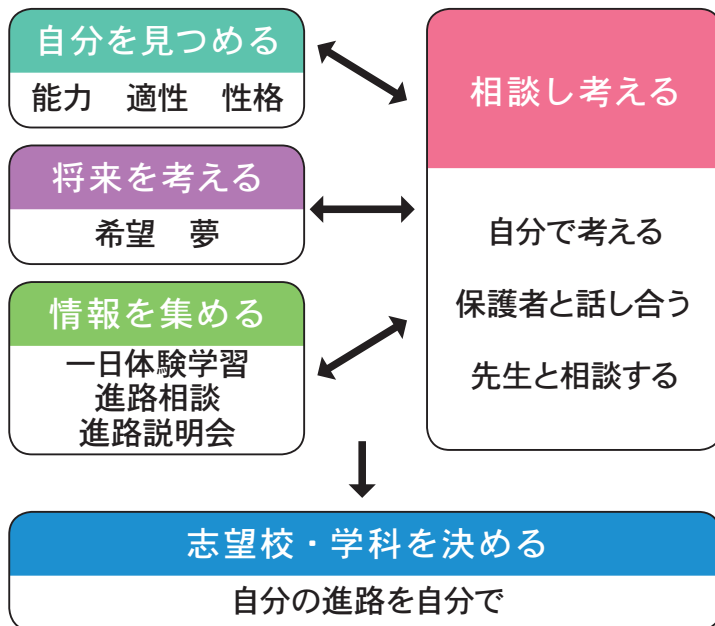 自分を見つめる
能力　適性　性格
将来を考える
希望　夢
情報を集める
一日体験学習
進路相談
進路説明会
相談し考える
自分で考える
保護者と話し合う
先生と相談する
志望校・学科を決める
自分の進路を自分で